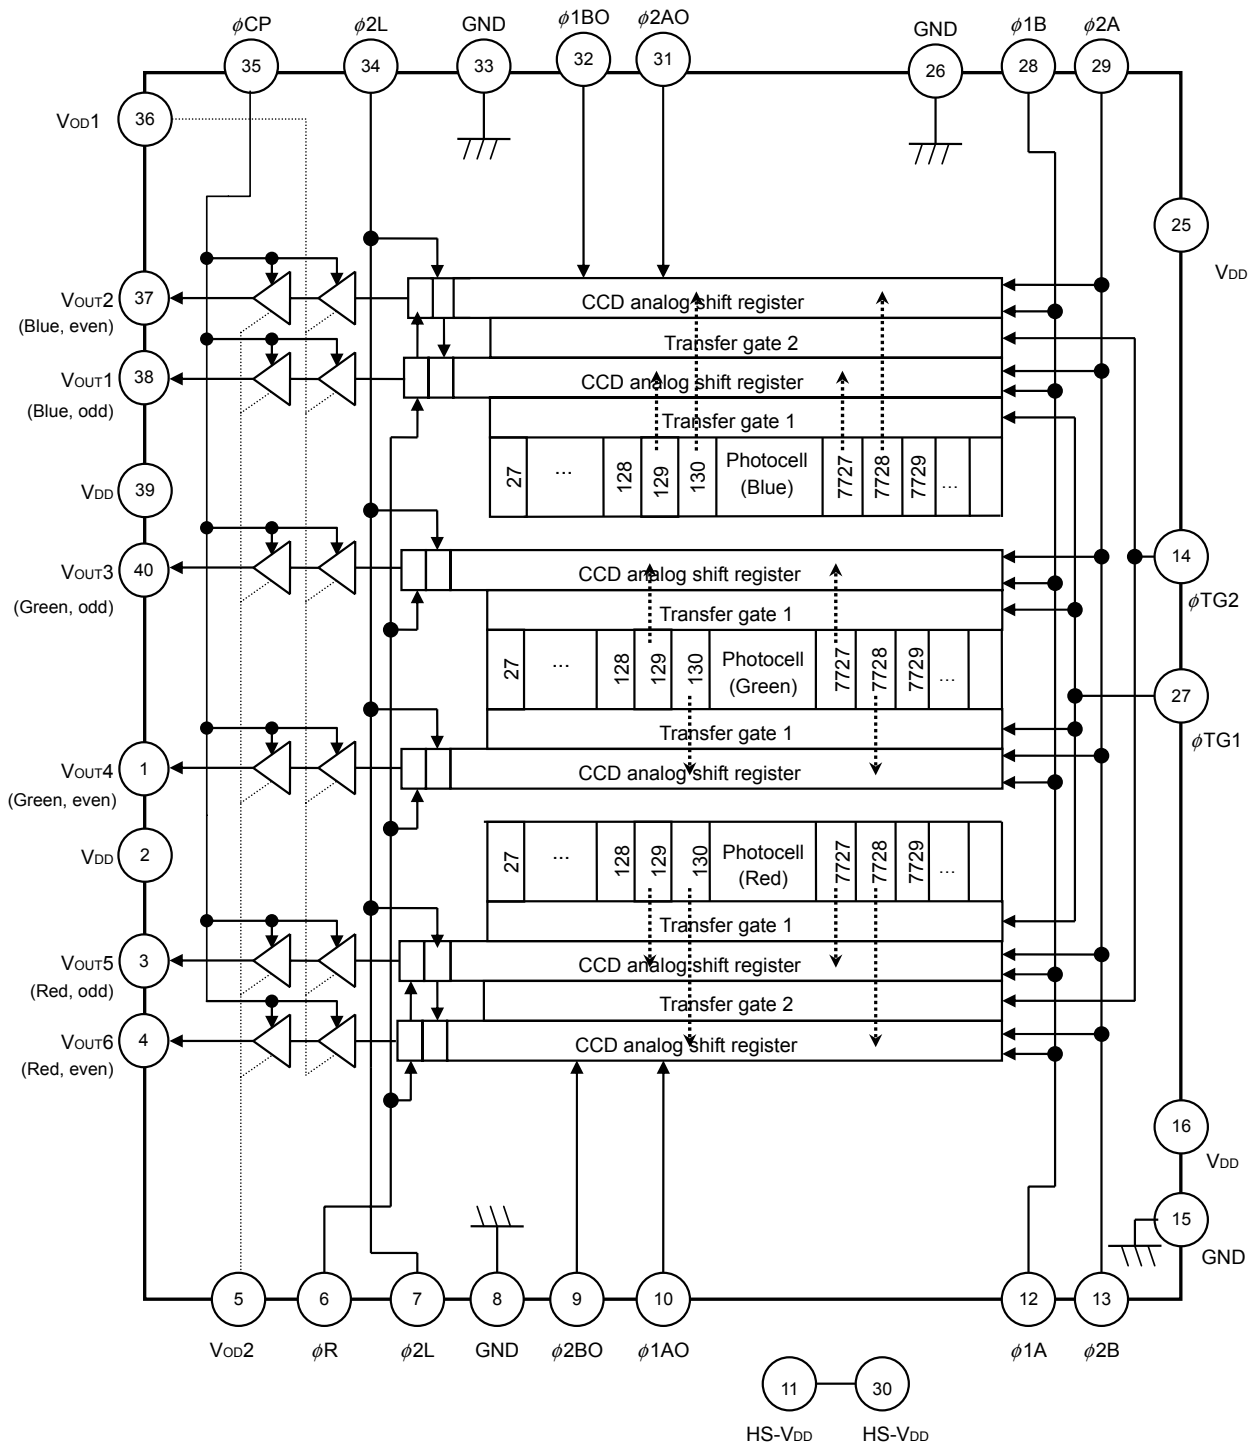 ϕCP ϕ2L GND ϕ1BO ϕ2AO GND ϕ1B ϕ2A
35 34 33 32 31 26 28 29
VOD1 36
25
VDD
VOUT2 37
(Blue, even)
CCD analog shift register
Transfer gate 2
VOUT1 38
(Blue, odd)
CCD analog shift register
Transfer gate 1
27 ... 128 129 130 Photocell (Blue) 7727 7728 7729 ...
VDD 39
VOUT3 40
(Green, odd)
CCD analog shift register
14
ϕTG2
Transfer gate 1
27 ... 128 129 130 Photocell (Green) 7727 7728 7729 ...
27
ϕTG1
Transfer gate 1
VOUT4 1
(Green, even)
CCD analog shift register
VDD 2
27 ... 128 129 130 Photocell (Red) 7727 7728 7729 ...
Transfer gate 1
VOUT5 3
(Red, odd)
CCD analog shift register
Transfer gate 2
VOUT6 4
(Red, even)
CCD analog shift register
16
VDD
15
GND
5 6 7 8 9 10 12 13
VOD2 ϕR ϕ2L GND ϕ2BO ϕ1AO ϕ1A ϕ2B
11 30
HS-VDD HS-VDD